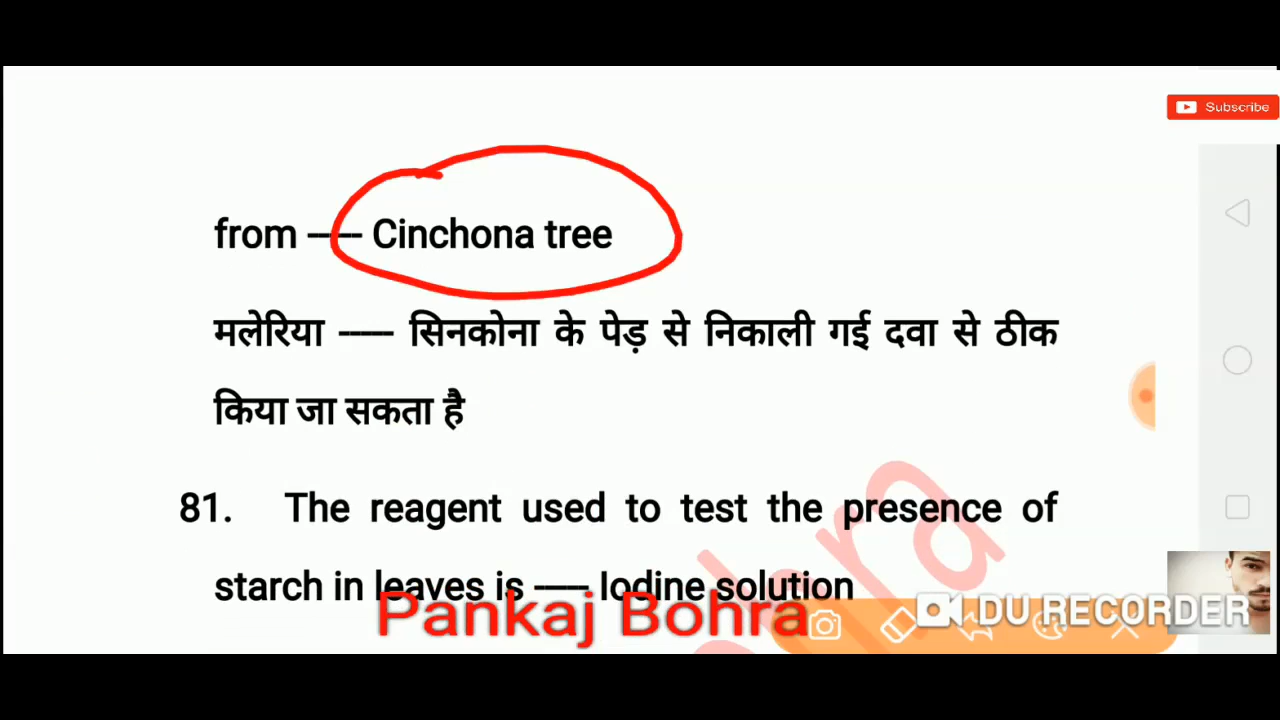 Subscribe
from ----- Cinchona tree
मलेरिया ----- सिनकोना के पेड़ से निकाली गई दवा से ठीक
किया जा सकता है
81. The reagent used to test the presence of
starch in leaves is ----- Iodine solution
Pankaj Bohra
DU RECORDER